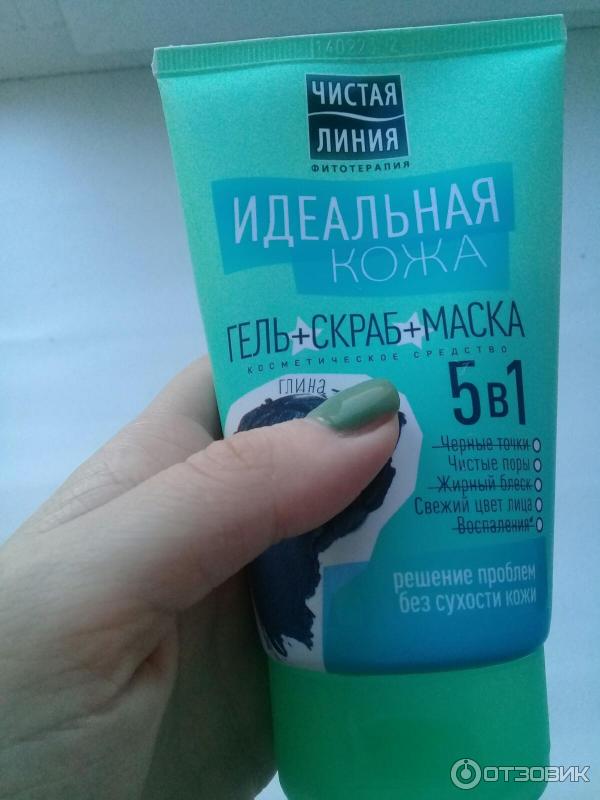 ЧИСТАЯ
ЛИНИЯ
ФИТОТЕРАПИЯ
ИДЕАЛЬНАЯ
КОЖА
ГЕЛЬ+СКРАБ+МАСКА
КОСМЕТИЧЕСКОЕ СРЕДСТВО
ГЛИНА
5в1
Черные точки
Чистые поры
Жирный блеск
Свежий цвет лица
Воспаления*
решение проблем
без сухости кожи
ОТЗОВИК